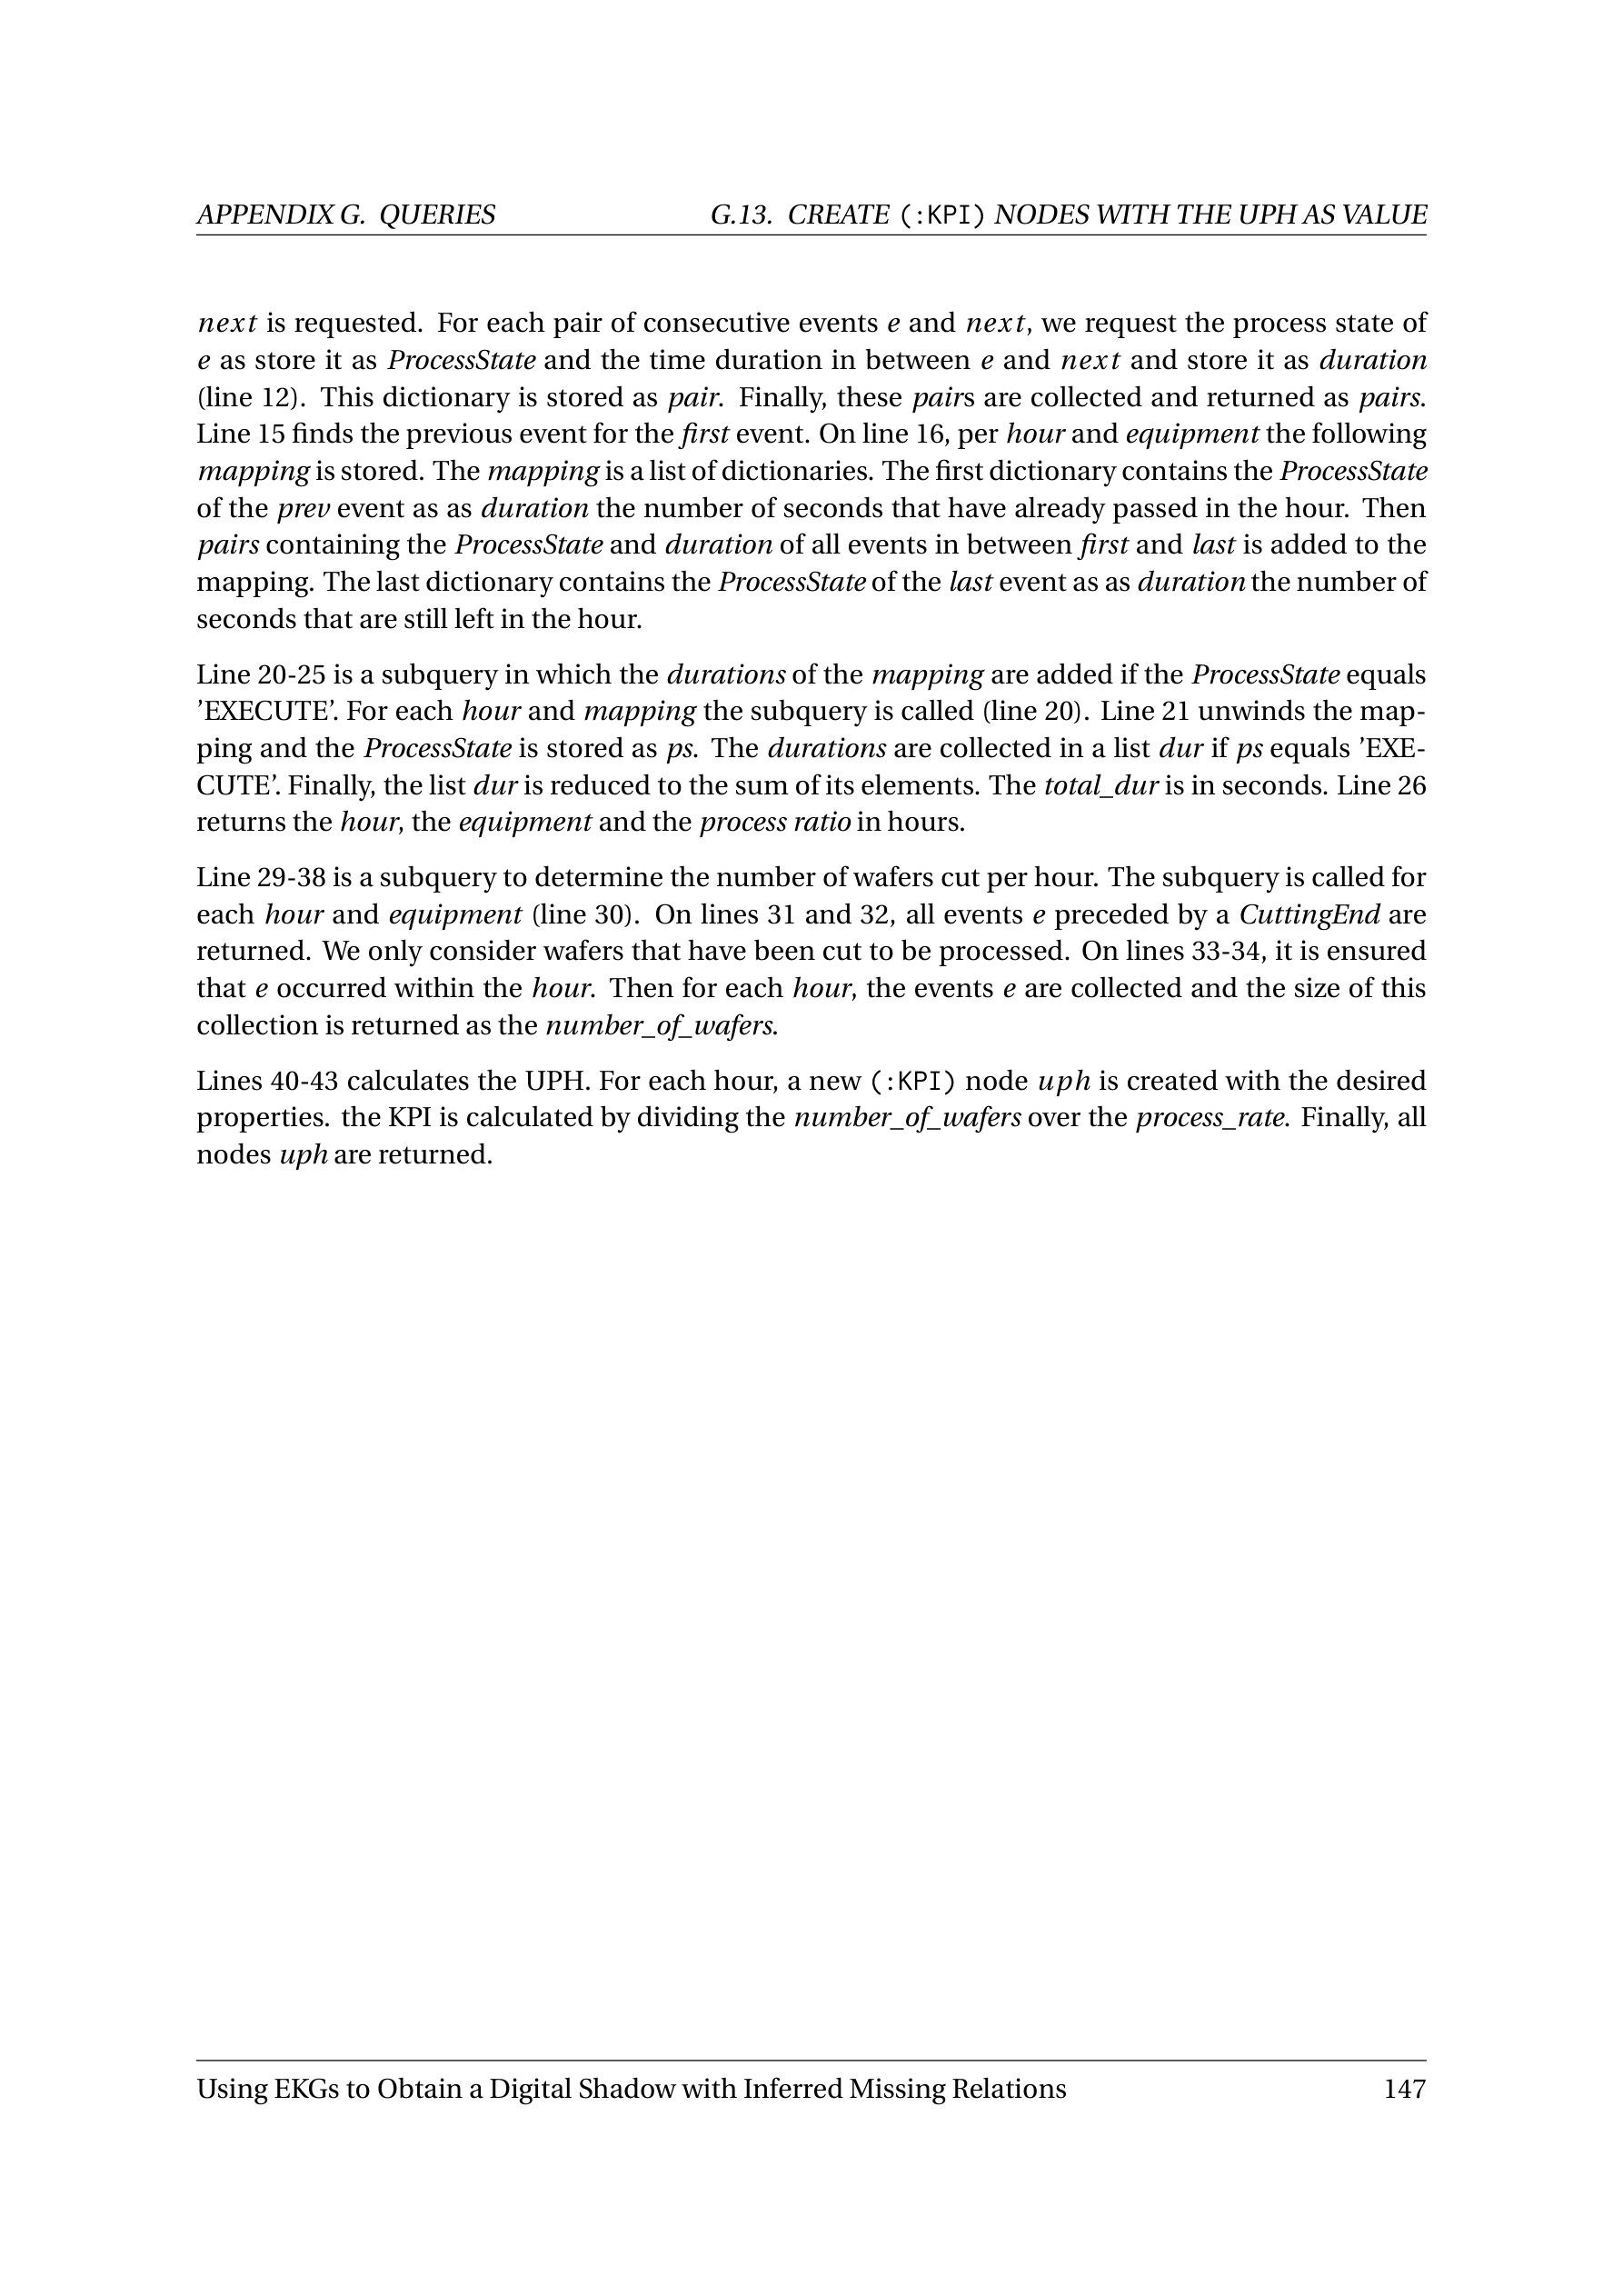 APPENDIX G. QUERIES G.13. CREATE (:KPI) NODES WITH THE UPH AS VALUE
next is requested. For each pair of consecutive events e and next, we request the process state of
e as store it as ProcessState and the time duration in between e and next and store it as duration
(line 12). This dictionary is stored as pair. Finally, these pairs are collected and returned as pairs.
Line 15 finds the previous event for the first event. On line 16, per hour and equipment the following
mapping is stored. The mapping is a list of dictionaries. The first dictionary contains the ProcessState
of the prev event as as duration the number of seconds that have already passed in the hour. Then
pairs containing the ProcessState and duration of all events in between first and last is added to the
mapping. The last dictionary contains the ProcessState of the last event as as duration the number of
seconds that are still left in the hour.
Line 20-25 is a subquery in which the durations of the mapping are added if the ProcessState equals
’EXECUTE’. For each hour and mapping the subquery is called (line 20). Line 21 unwinds the map-
ping and the ProcessState is stored as ps. The durations are collected in a list dur if ps equals ’EXE-
CUTE’. Finally, the list dur is reduced to the sum of its elements. The total_dur is in seconds. Line 26
returns the hour, the equipment and the process ratio in hours.
Line 29-38 is a subquery to determine the number of wafers cut per hour. The subquery is called for
each hour and equipment (line 30). On lines 31 and 32, all events e preceded by a CuttingEnd are
returned. We only consider wafers that have been cut to be processed. On lines 33-34, it is ensured
that e occurred within the hour. Then for each hour, the events e are collected and the size of this
collection is returned as the number_of_wafers.
Lines 40-43 calculates the UPH. For each hour, a new (:KPI) node uph is created with the desired
properties. the KPI is calculated by dividing the number_of_wafers over the process_rate. Finally, all
nodes uph are returned.
Using EKGs to Obtain a Digital Shadow with Inferred Missing Relations 147